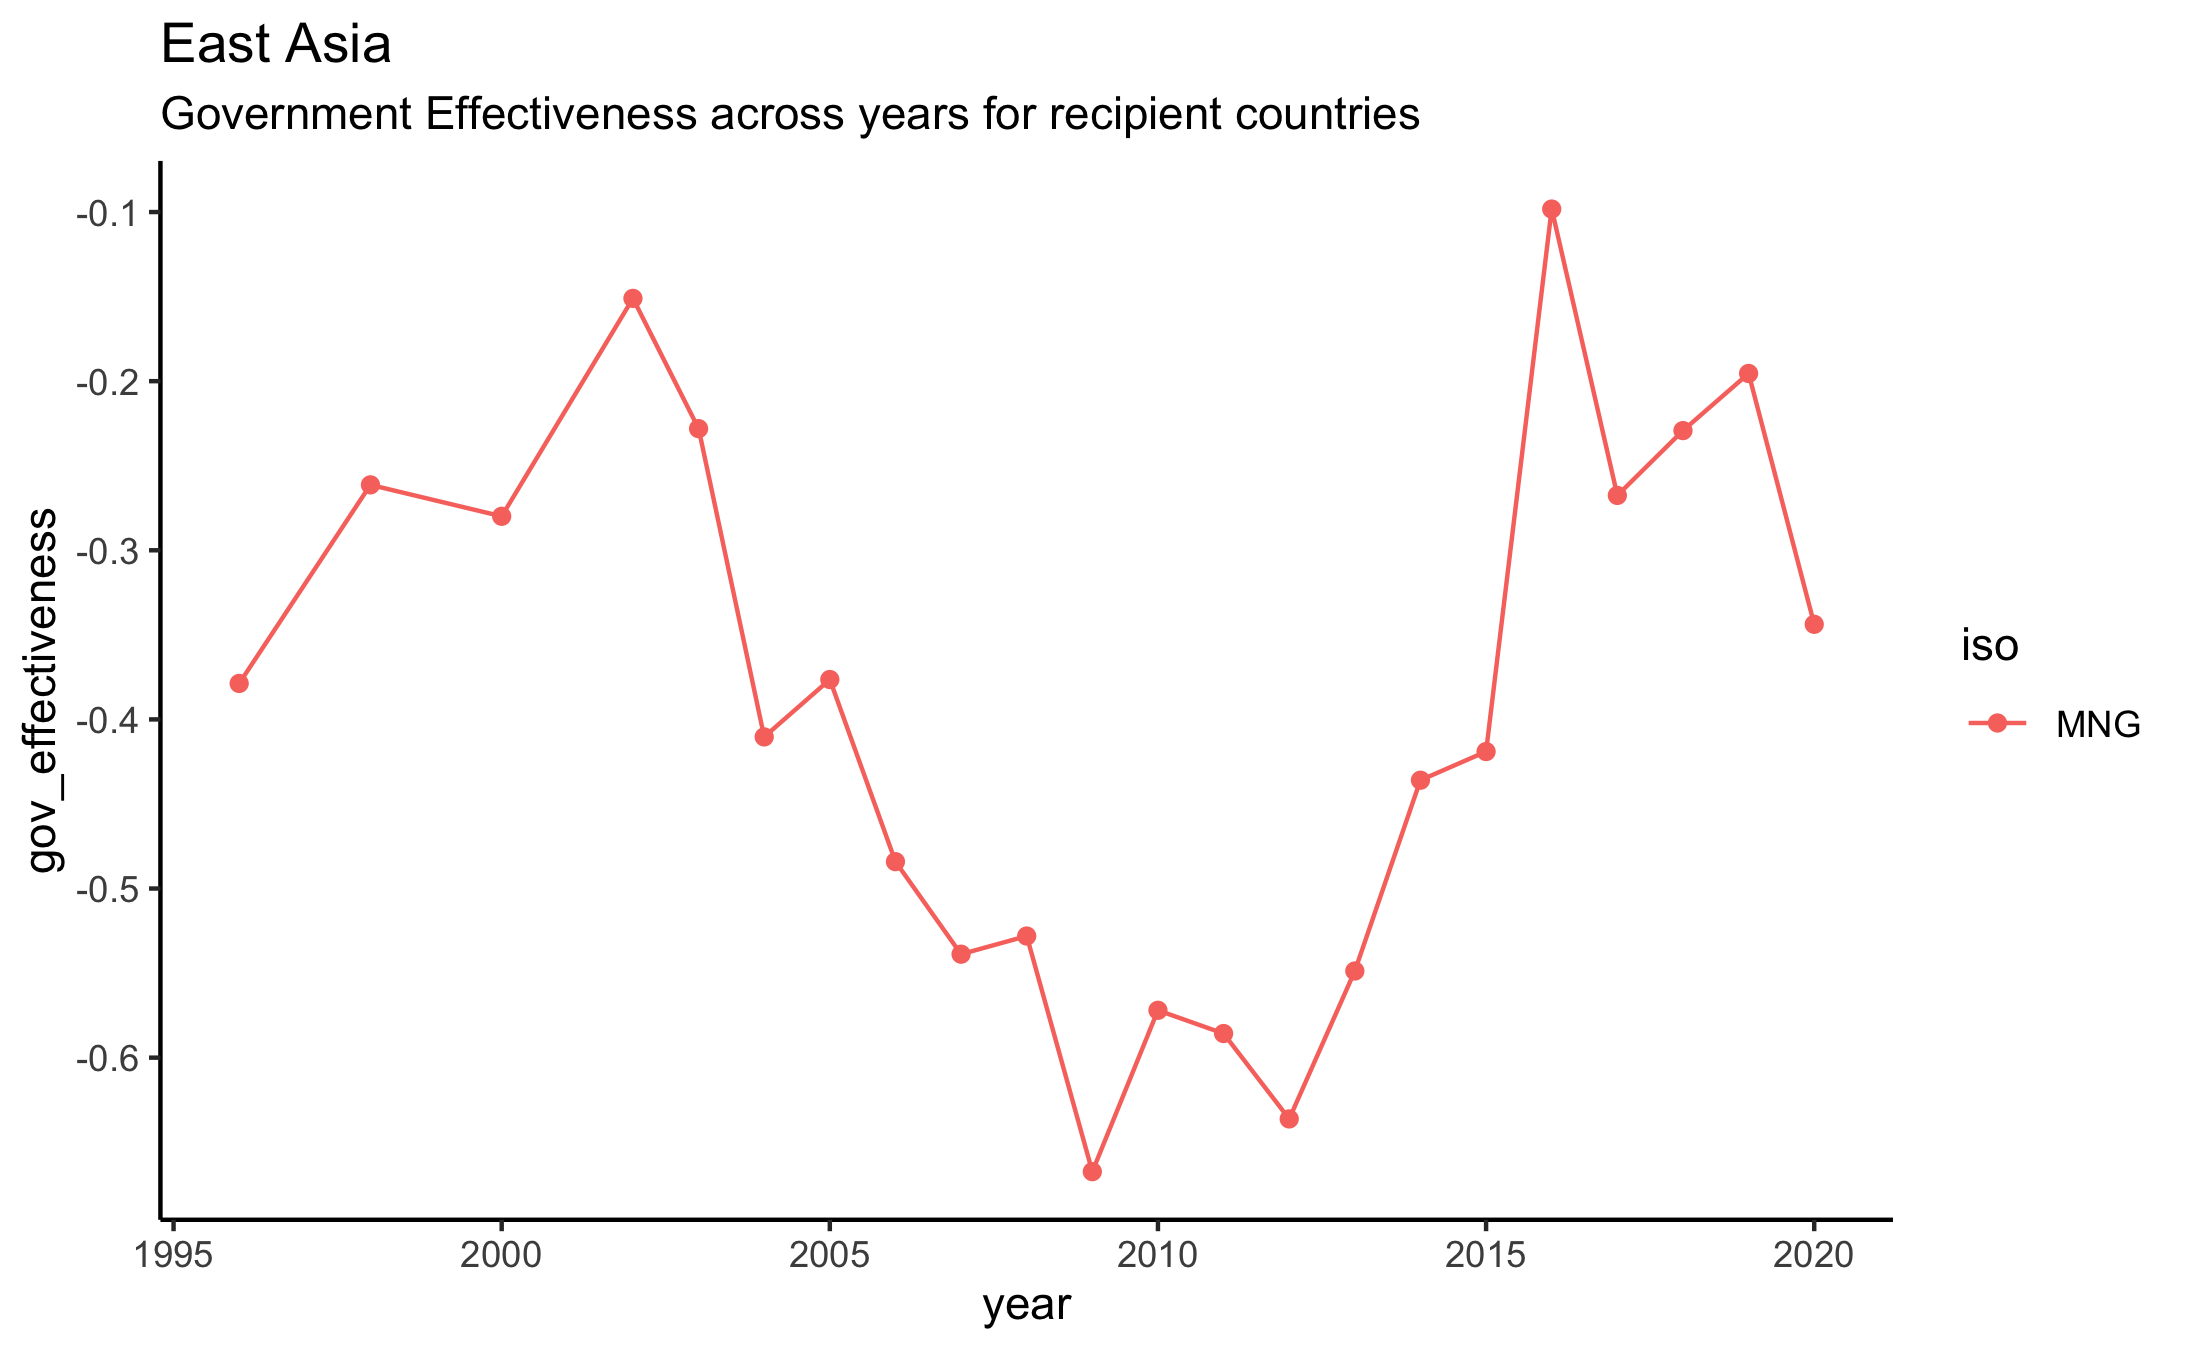 East Asia
Government Effectiveness across years for recipient countries
gov_effectiveness
-0.1
-0.2
-0.3
-0.4
-0.5
-0.6
1995 2000 2005 2010 2015 2020
year
iso
MNG